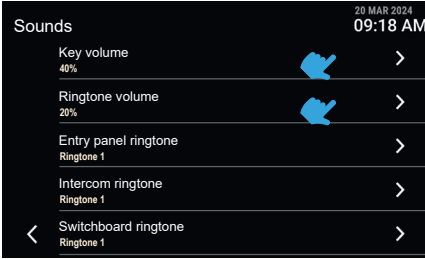 20 MAR 2024
Sounds 09:18 AM
Key volume
40%
Ringtone volume
20%
Entry panel ringtone
Ringtone 1
Intercom ringtone
Ringtone 1
Switchboard ringtone
Ringtone 1